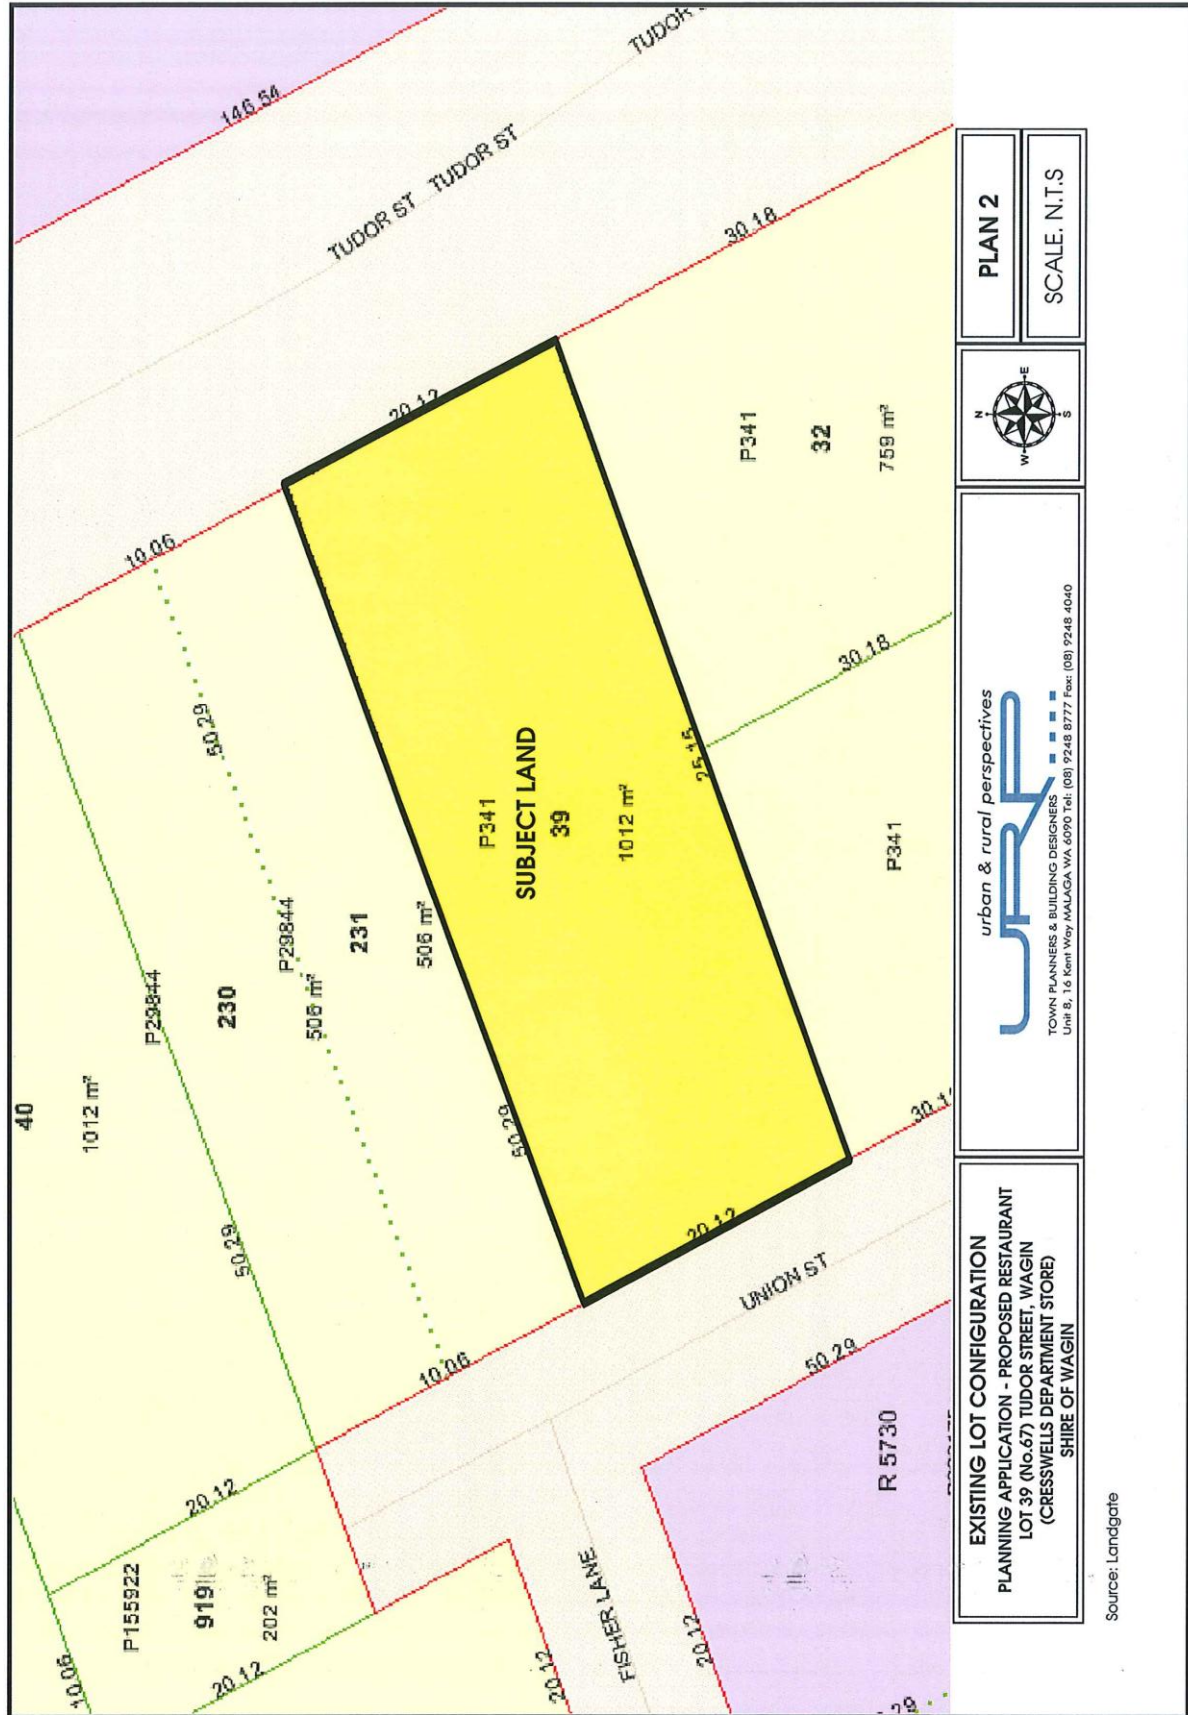 146.54
TUDOR ST
TUDOR ST
40
1012 m²
P29844
230
506 m²
50.29
10.06
50.29
P29844
231
506 m²
50.29
10.06
20.12
P341
SUBJECT LAND
39
1012 m²
20.12
25.15
P341
32
759 m²
30.18
30.18
P341
UNION ST
FISHER LANE
10.06
20.12
P155922
919
202 m²
20.12
20.12
20.12
50.29
R 5730
EXISTING LOT CONFIGURATION
PLANNING APPLICATION - PROPOSED RESTAURANT
LOT 39 (No.67) TUDOR STREET, WAGIN
(CRESSWELLS DEPARTMENT STORE)
SHIRE OF WAGIN
urban & rural perspectives
URP
TOWN PLANNERS & BUILDING DESIGNERS
Unit 8, 16 Kent Way MALAGA WA 6090 Tel: (08) 9248 8777 Fax: (08) 9248 4040
N
W
E
S
PLAN 2
SCALE. N.T.S
Source: Landgate